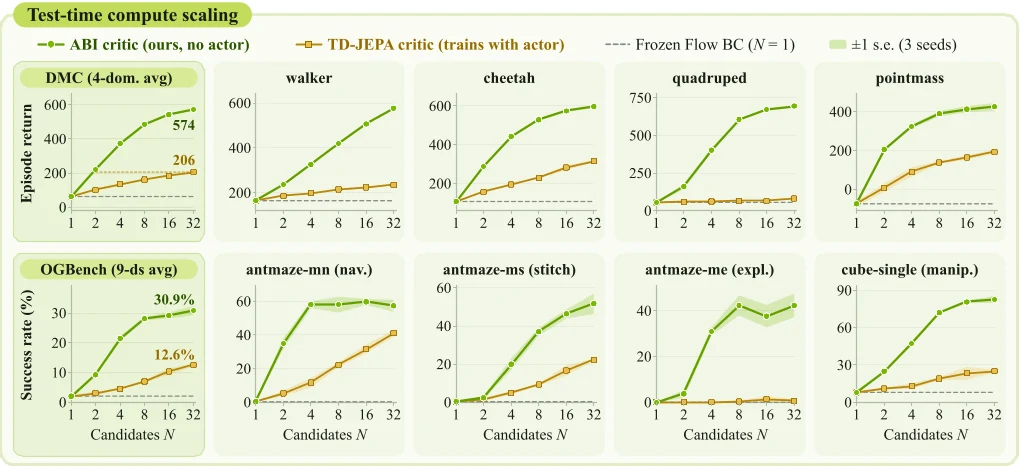 Test-time compute scaling
ABI critic (ours, no actor) TD-JEPA critic (trains with actor) Frozen Flow BC (N = 1) ±1 s.e. (3 seeds)
DMC (4-dom. avg) walker cheetah quadruped pointmass
Episode return
600
400
200
0
574
206
1 2 4 8 16 32
600
400
200
1 2 4 8 16 32
600
400
200
1 2 4 8 16 32
750
500
250
0
1 2 4 8 16 32
400
200
0
1 2 4 8 16 32
OGBench (9-ds avg) antmaze-mn (nav.) antmaze-ms (stitch) antmaze-me (expl.) cube-single (manip.)
Success rate (%)
30
20
10
0
30.9%
12.6%
1 2 4 8 16 32
Candidates N
60
40
20
0
1 2 4 8 16 32
Candidates N
60
40
20
0
1 2 4 8 16 32
Candidates N
40
20
0
1 2 4 8 16 32
Candidates N
90
60
30
0
1 2 4 8 16 32
Candidates N